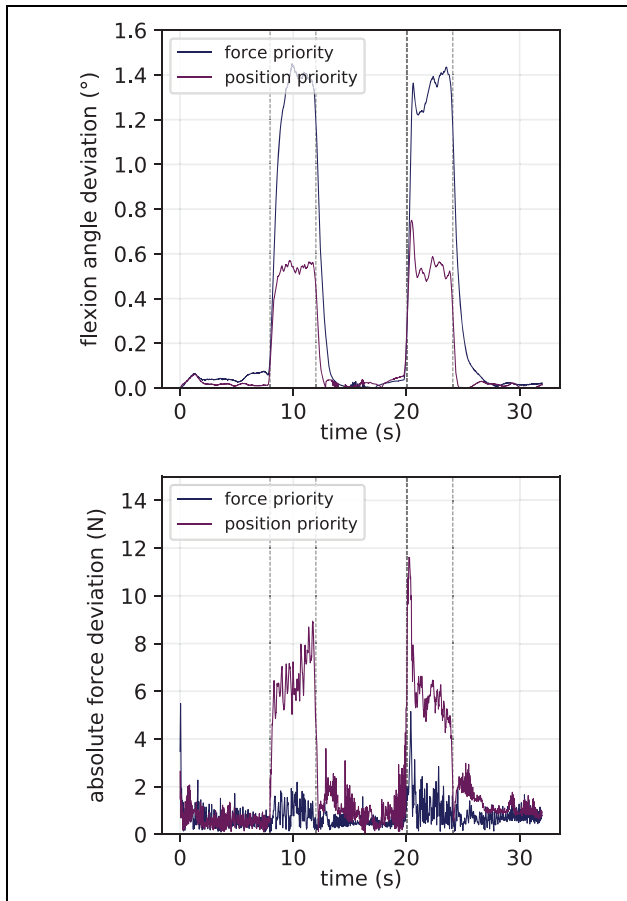 1.6
force priority
position priority
1.4
1.2
1.0
0.8
0.6
0.4
0.2
0.0
flexion angle deviation (°)
0 10 20 30
time (s)
14
force priority
position priority
12
10
8
6
4
2
0
absolute force deviation (N)
0 10 20 30
time (s)